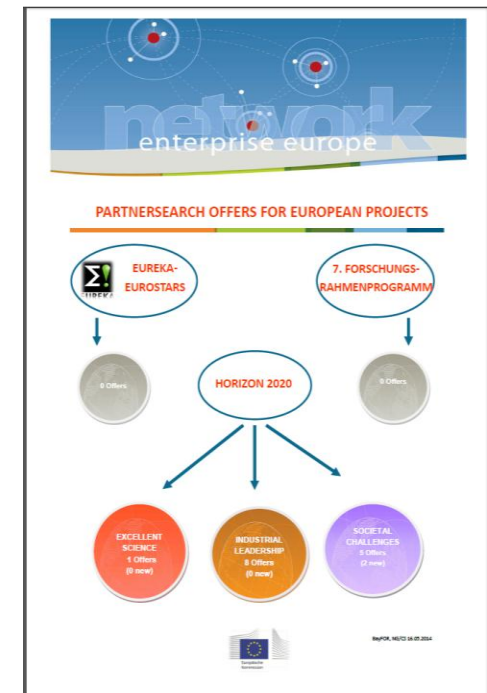 network
enterprise europe
PARTNERSEARCH OFFERS FOR EUROPEAN PROJECTS
EUREKA
EUREKA-
EUROSTARS
7. FORSCHUNGS-
RAHMENPROGRAMM
0 Offers
0 Offers
HORIZON 2020
EXCELLENT
SCIENCE
1 Offers
(0 new)
INDUSTRIAL
LEADERSHIP
8 Offers
(0 new)
SOCIETAL
CHALLENGES
5 Offers
(2 new)
BayFOR, ME/CS 16.05.2014
Europäische
Kommission